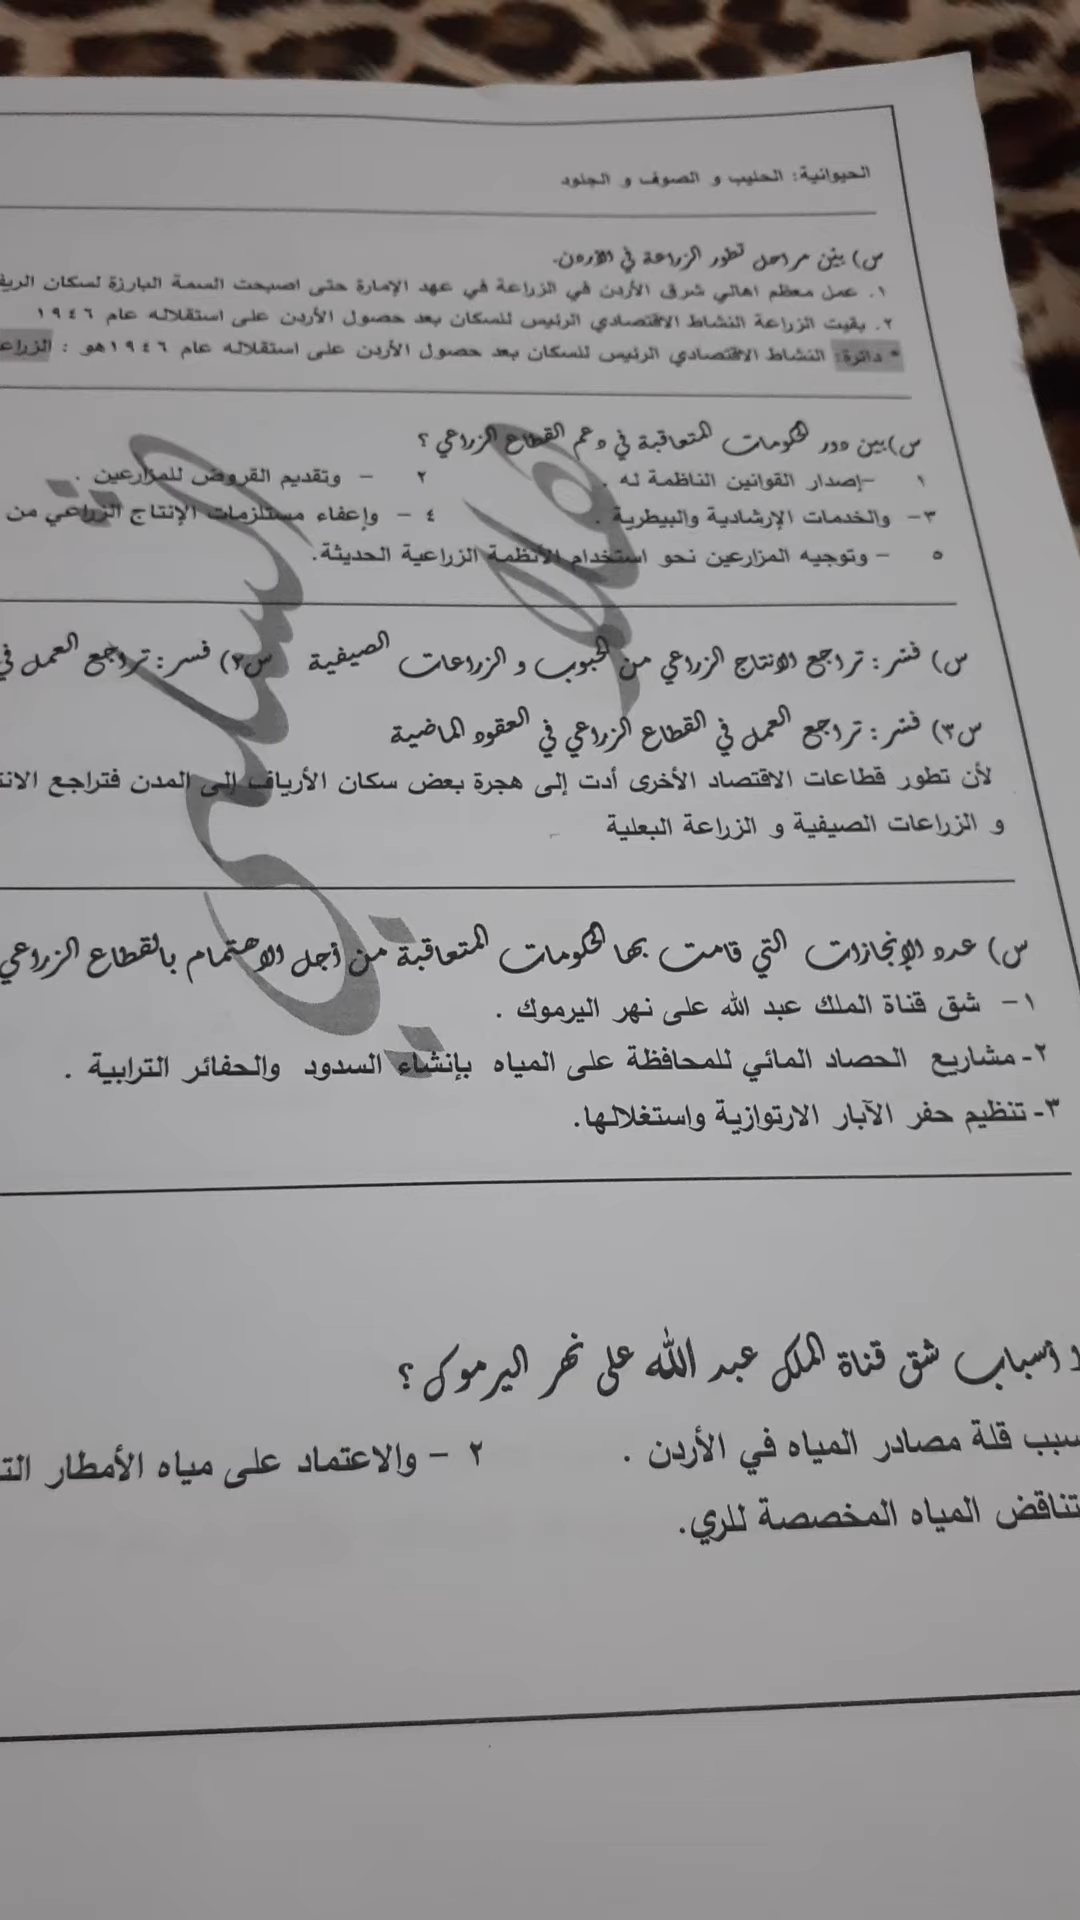 الحيوانية: الحليب و الصوف و الجلود
س) بين مراحل تطور الزراعة في الأردن.
١. عمل معظم اهالي شرق الأردن في الزراعة في عهد الإمارة حتى اصبحت السمة البارزة لسكان
٢. بقيت الزراعة النشاط الاقتصادي الرئيس للسكان بعد حصول الأردن على استقلاله عام ١٩٤٦
* دائرة: النشاط الاقتصادي الرئيس للسكان بعد حصول الأردن على استقلاله عام ١٩٤٦هو :
س) بين دور الحكومات المتعاقبة في دعم القطاع الزراعي ؟
١ -إصدار القوانين الناظمة له . ٢ - وتقديم القروض للمزارعين .
٣- والخدمات الإرشادية والبيطرية . ٤ - وإعفاء مستلزمات الإنتاج الزراعي من
٥ - وتوجيه المزارعين نحو استخدام الأنظمة الزراعية الحديثة.
س) فسر : تراجع الانتاج الزراعي من الحبوب و الزراعات الصيفية س٢) فسر : تراجع العمل في
س٣) فسر : تراجع العمل في القطاع الزراعي في العقود الماضية
لأن تطور قطاعات الاقتصاد الأخرى أدت إلى هجرة بعض سكان الأرياف إلى المدن فتراجع
و الزراعات الصيفية و الزراعة البعلية
س) عدد الإنجازات التي قامت بها الحكومات المتعاقبة من أجل الاهتمام بالقطاع الزراعي
١- شق قناة الملك عبد الله على نهر اليرموك .
٢- مشاريع الحصاد المائي للمحافظة على المياه بإنشاء السدود والحفائر الترابية .
٣- تنظيم حفر الآبار الارتوازية واستغلالها.
أسباب شق قناة الملك عبد الله على نهر اليرموك ؟
سبب قلة مصادر المياه في الأردن . ٢ - والاعتماد على مياه الأمطار
تناقض المياه المخصصة للري.